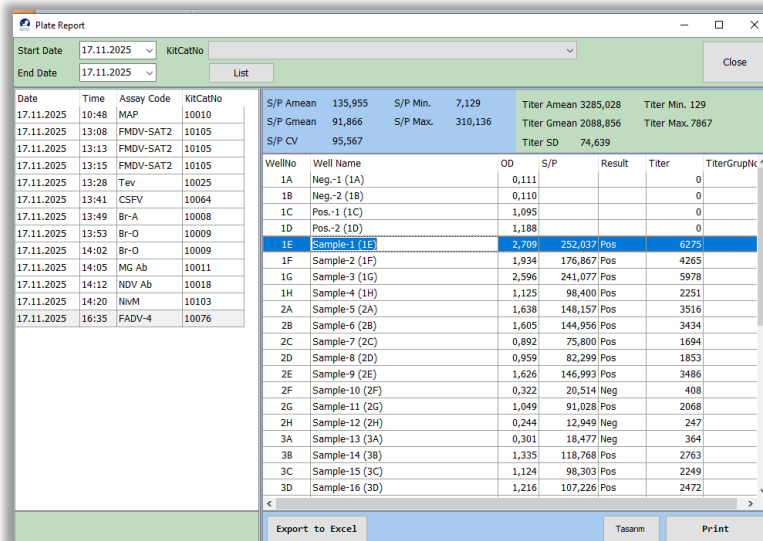 Plate Report
Start Date 17.11.2025 KitCatNo
End Date 17.11.2025 List
Close
Date Time Assay Code KitCatNo
17.11.2025 10:48 MAP 10010
17.11.2025 13:08 FMDV-SAT2 10105
17.11.2025 13:13 FMDV-SAT2 10105
17.11.2025 13:15 FMDV-SAT2 10105
17.11.2025 13:28 Tev 10025
17.11.2025 13:41 CSFV 10064
17.11.2025 13:49 Br-A 10008
17.11.2025 13:53 Br-O 10009
17.11.2025 14:02 Br-O 10009
17.11.2025 14:05 MG Ab 10011
17.11.2025 14:12 NDV Ab 10018
17.11.2025 14:20 NivM 10103
17.11.2025 16:35 FADV-4 10076
S/P Amean 135,955 S/P Min. 7,129
S/P Gmean 91,866 S/P Max. 310,136
S/P CV 95,567
Titer Amean 3285,028 Titer Min. 129
Titer Gmean 2088,856 Titer Max. 7867
Titer SD 74,639
WellNo Well Name OD S/P Result Titer TiterGrupNo
1A Neg.-1 (1A) 0,111 0
1B Neg.-2 (1B) 0,110 0
1C Pos.-1 (1C) 1,095 0
1D Pos.-2 (1D) 1,188 0
1E Sample-1 (1E) 2,709 252,037 Pos 6275
1F Sample-2 (1F) 1,934 176,867 Pos 4265
1G Sample-3 (1G) 2,596 241,077 Pos 5978
1H Sample-4 (1H) 1,125 98,400 Pos 2251
2A Sample-5 (2A) 1,638 148,157 Pos 3516
2B Sample-6 (2B) 1,605 144,956 Pos 3434
2C Sample-7 (2C) 0,892 75,800 Pos 1694
2D Sample-8 (2D) 0,959 82,299 Pos 1853
2E Sample-9 (2E) 1,626 146,993 Pos 3486
2F Sample-10 (2F) 0,322 20,514 Neg 408
2G Sample-11 (2G) 1,049 91,028 Pos 2068
2H Sample-12 (2H) 0,244 12,949 Neg 247
3A Sample-13 (3A) 0,301 18,477 Neg 364
3B Sample-14 (3B) 1,335 118,768 Pos 2763
3C Sample-15 (3C) 1,124 98,303 Pos 2249
3D Sample-16 (3D) 1,216 107,226 Pos 2472
Export to Excel Tasarım Print